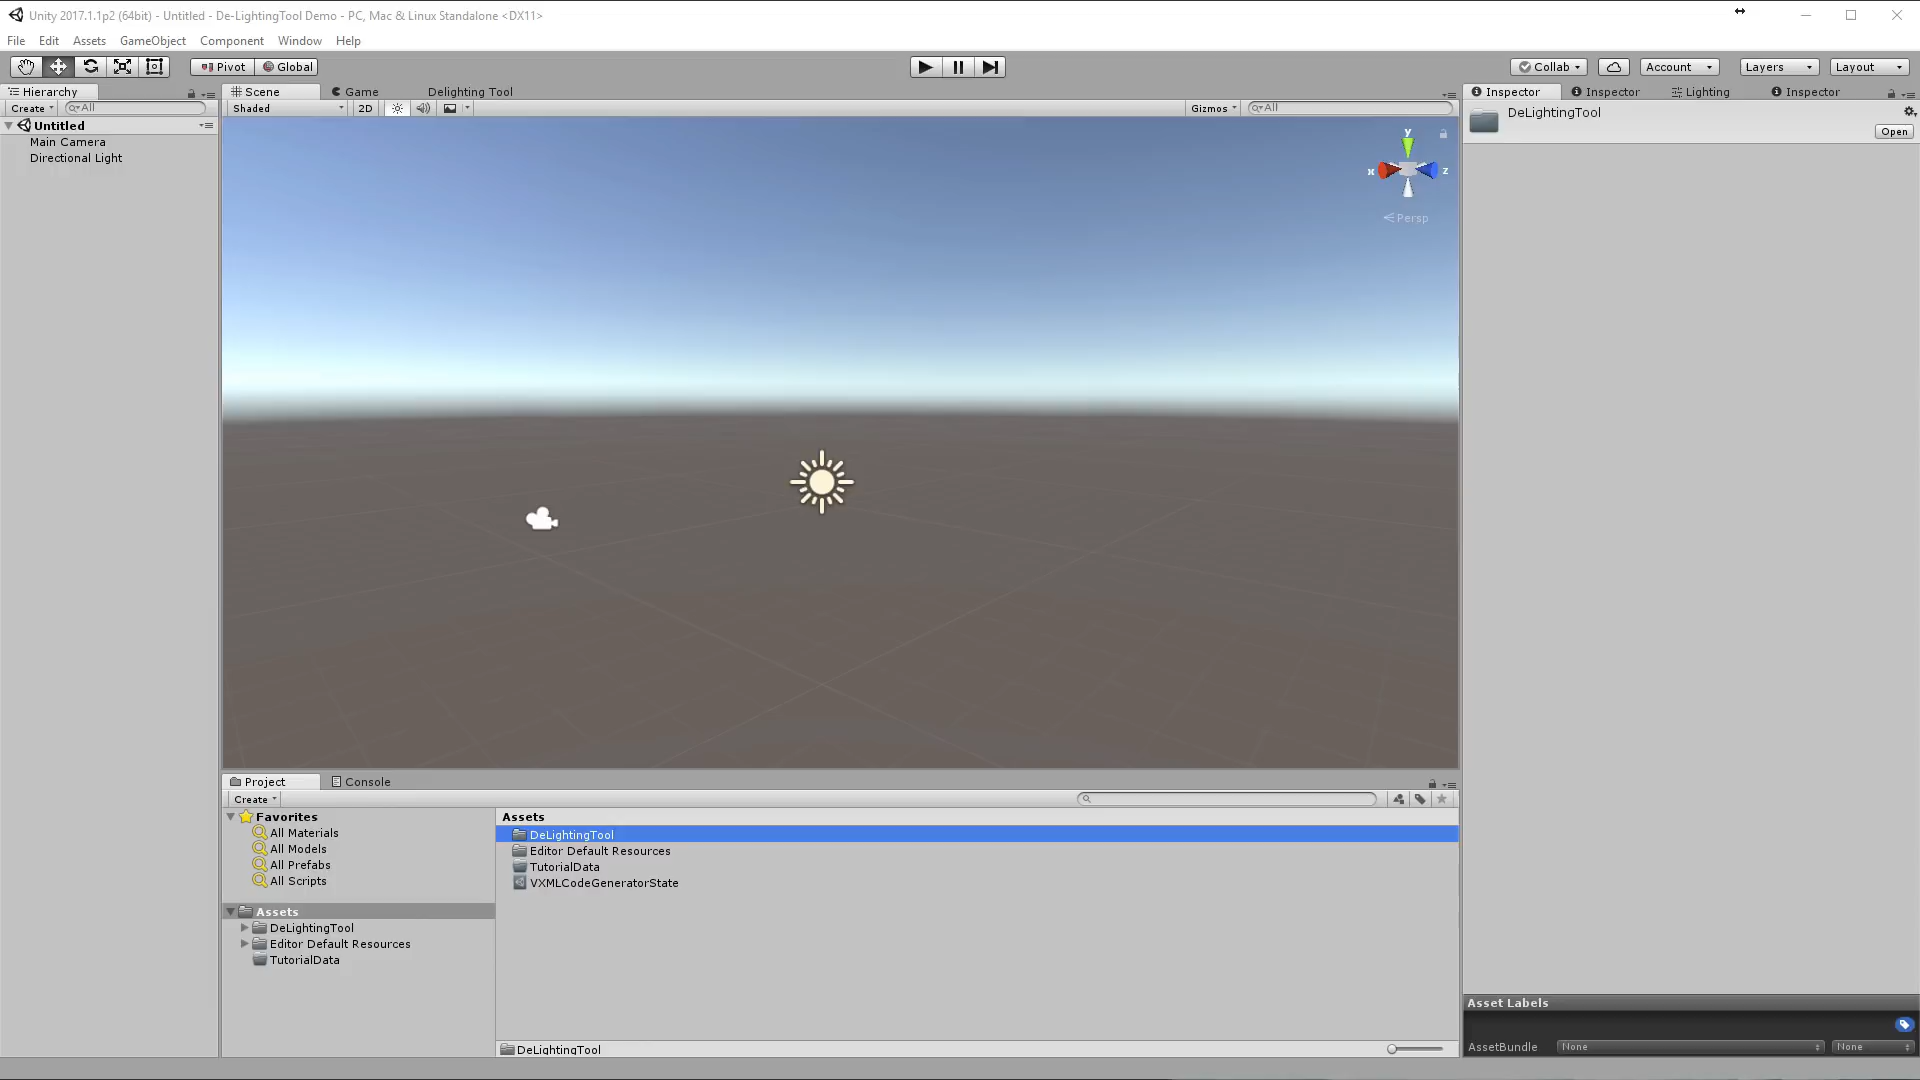 Unity 2017.1.1p2 (64bit) - Untitled - De-LightingTool Demo - PC, Mac & Linux Standalone <DX11>
File Edit Assets GameObject Component Window Help
Pivot Global Collab Account Layers Layout
Hierarchy Scene Game Delighting Tool Inspector Inspector Lighting Inspector
Create All Shaded 2D Gizmos All
DeLightingTool
Open
Untitled
Main Camera
Directional Light
y
x z
Persp
Project Console
Create
Favorites
All Materials
All Models
All Prefabs
All Scripts
Assets
DeLightingTool
Editor Default Resources
TutorialData
Assets
DeLightingTool
Editor Default Resources
TutorialData
VXMLCodeGeneratorState
DeLightingTool
Asset Labels
AssetBundle None None